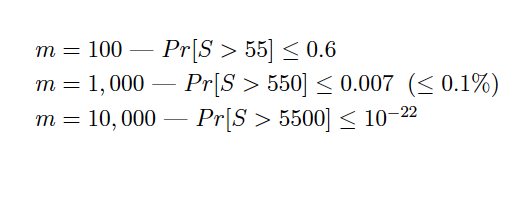 m = 100 — Pr[S > 55] ≤ 0.6
m = 1,000 — Pr[S > 550] ≤ 0.007 (≤ 0.1%)
m = 10,000 — Pr[S > 5500] ≤ 10⁻²²